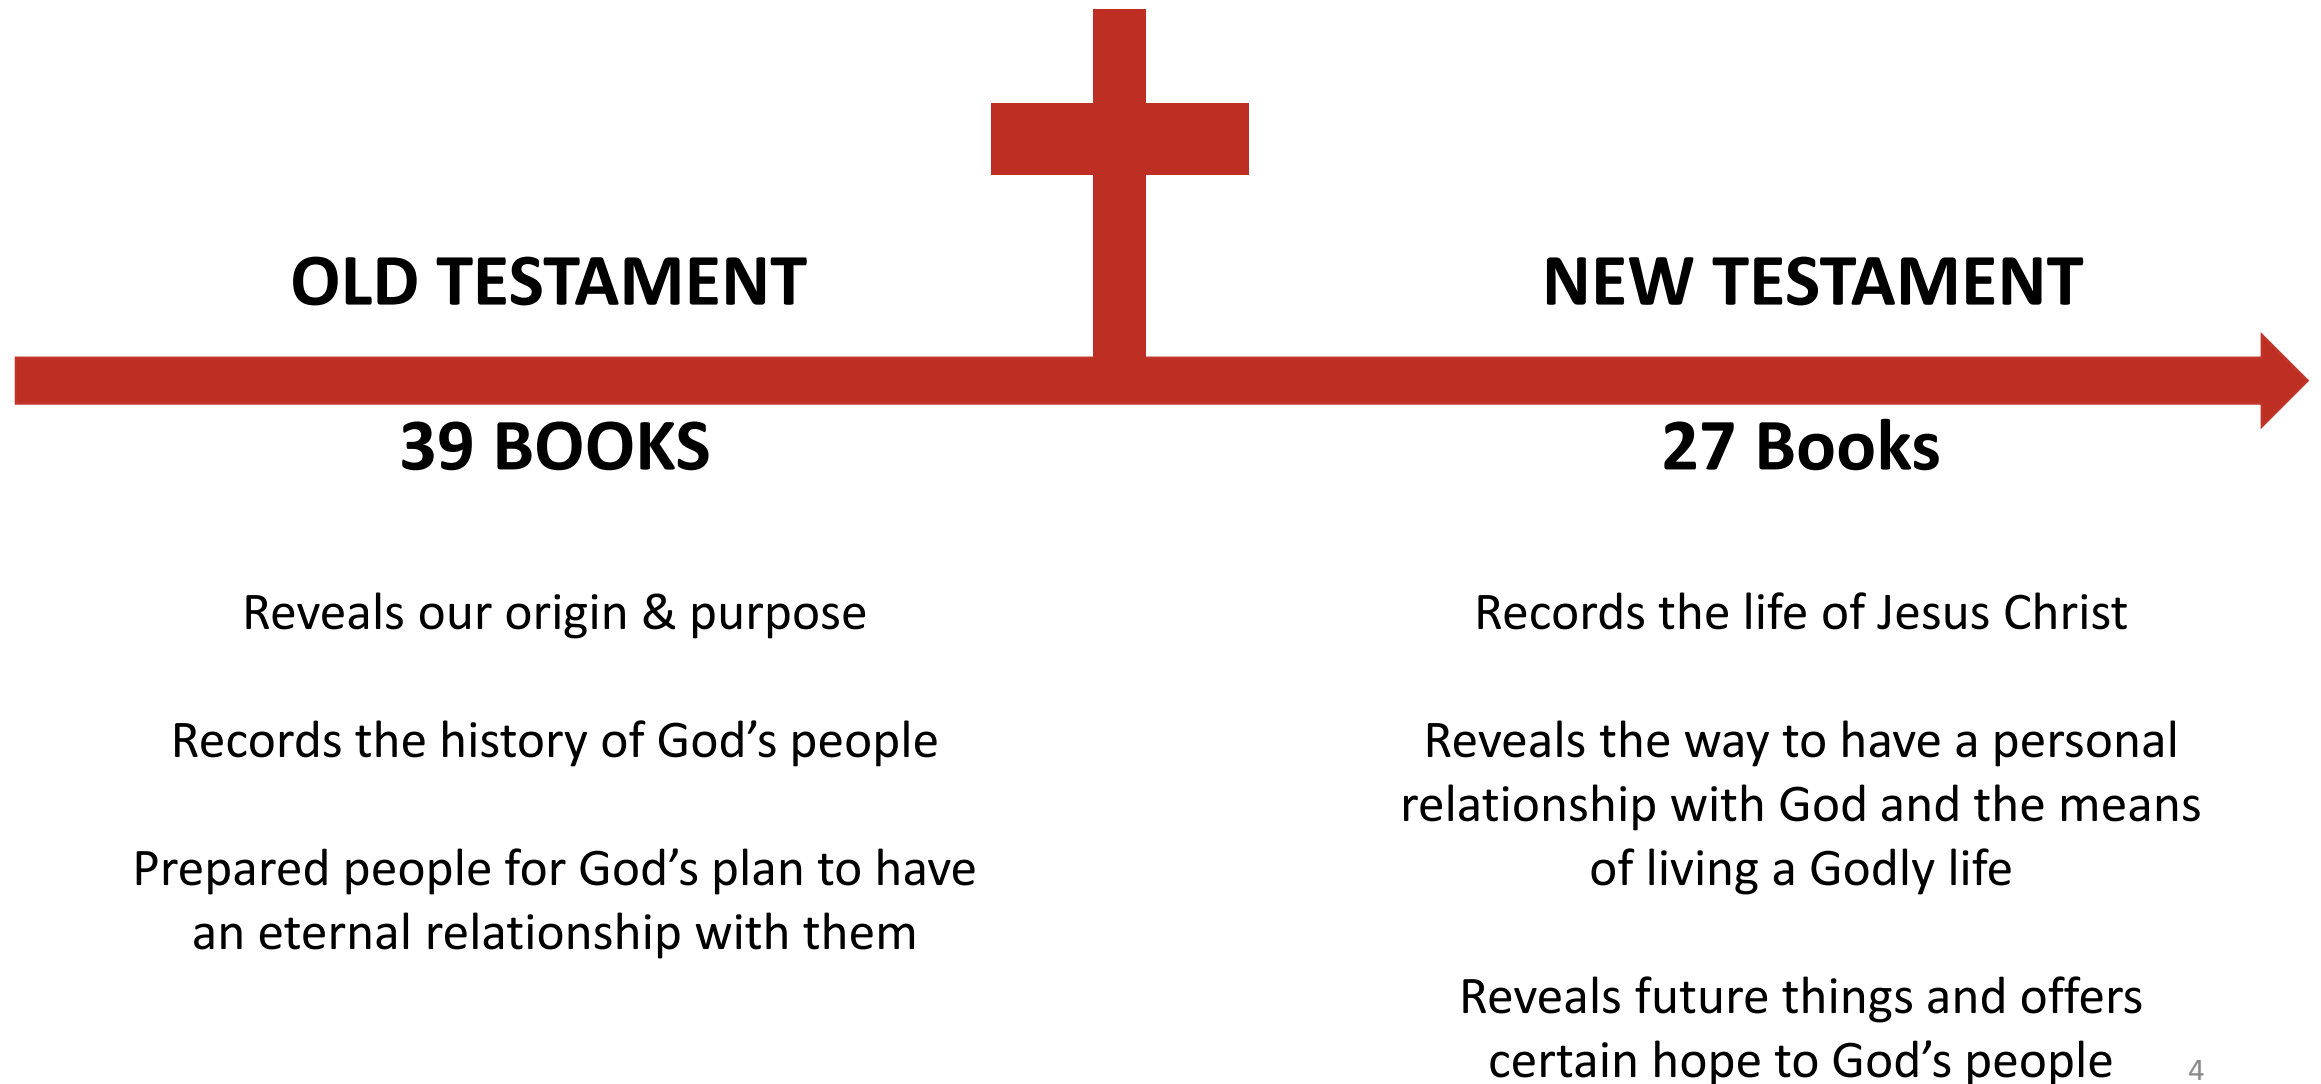 OLD TESTAMENT
39 BOOKS
Reveals our origin & purpose
Records the history of God’s people
Prepared people for God’s plan to have
an eternal relationship with them
NEW TESTAMENT
27 Books
Records the life of Jesus Christ
Reveals the way to have a personal
relationship with God and the means
of living a Godly life
Reveals future things and offers
certain hope to God’s people
4